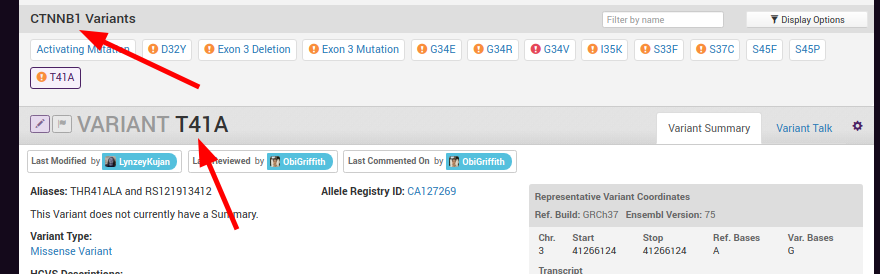 CTNNB1 Variants
Filter by name
Display Options
Activating Mutation D32Y Exon 3 Deletion Exon 3 Mutation G34E G34R G34V I35K S33F S37C S45F S45P
T41A
VARIANT T41A
Variant Summary Variant Talk
Last Modified by LynzeyKujan Last Reviewed by ObiGriffith Last Commented On by ObiGriffith
Aliases: THR41ALA and RS121913412 Allele Registry ID: CA127269
This Variant does not currently have a Summary.
Variant Type:
Missense Variant
HGVS Descriptions:
Representative Variant Coordinates
Ref. Build: GRCh37 Ensembl Version: 75
Chr. Start Stop Ref. Bases Var. Bases
3 41266124 41266124 A G
Transcript